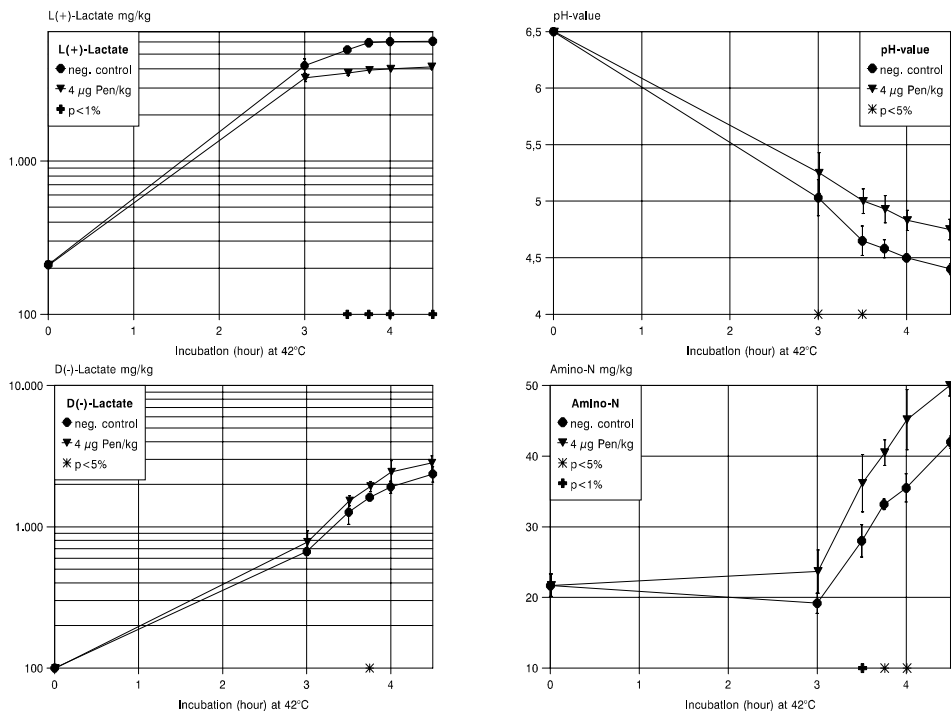 L(+)-Lactate mg/kg
L(+)-Lactate
neg. control
4 µg Pen/kg
p<1%
1.000
100
0 1 2 3 4
Incubation (hour) at 42°C
pH-value
6,5
pH-value
neg. control
4 µg Pen/kg
p<5%
6
5,5
5
4,5
4
0 1 2 3 4
Incubation (hour) at 42°C
D(-)-Lactate mg/kg
10.000
D(-)-Lactate
neg. control
4 µg Pen/kg
p<5%
1.000
100
0 1 2 3 4
Incubation (hour) at 42°C
Amino-N mg/kg
50
Amino-N
neg. control
4 µg Pen/kg
p<5%
p<1%
40
30
20
10
0 1 2 3 4
Incubation (hour) at 42°C